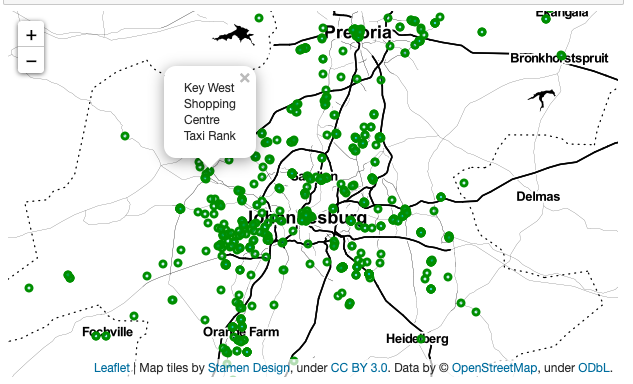 Ekangala
Pretoria
+
−
Bronkhorstspruit
×
Key West
Shopping
Centre
Taxi Rank
Sandton
Delmas
Johannesburg
Fochville
Orange Farm
Heidelberg
Leaflet | Map tiles by Stamen Design, under CC BY 3.0. Data by © OpenStreetMap, under ODbL.